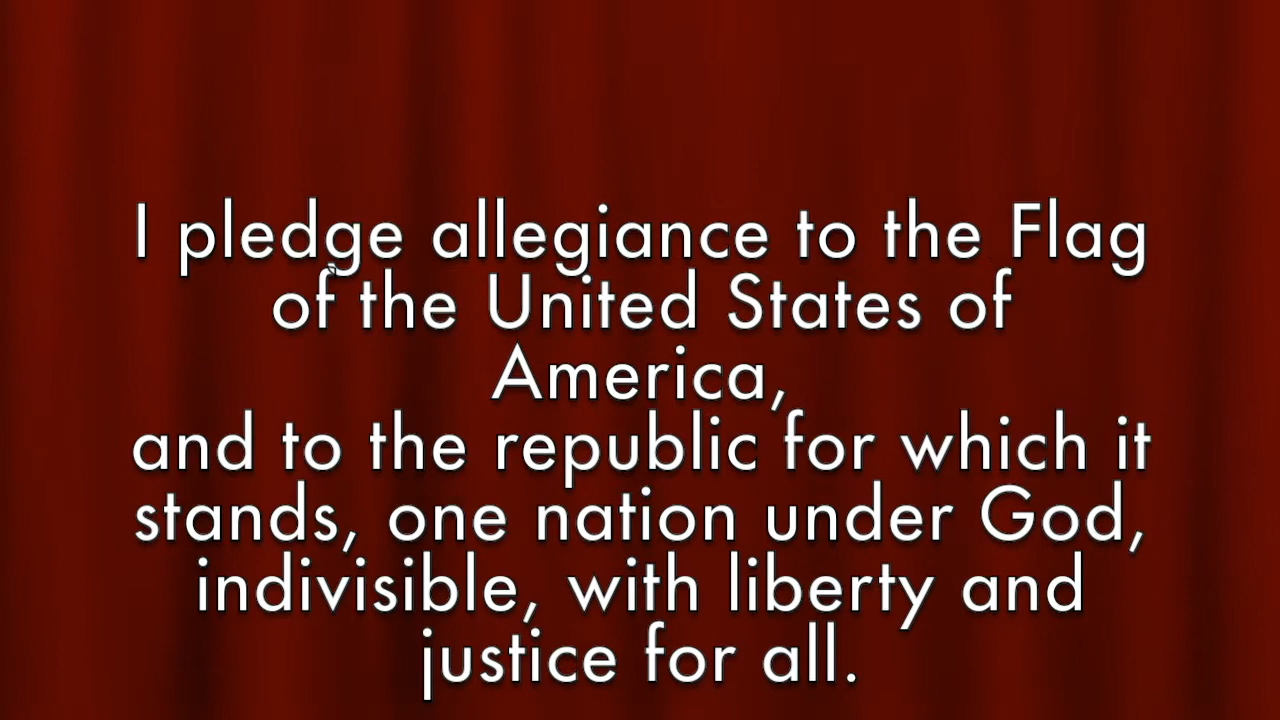 I pledge allegiance to the Flag
of the United States of
America,
and to the republic for which it
stands, one nation under God,
indivisible, with liberty and
justice for all.